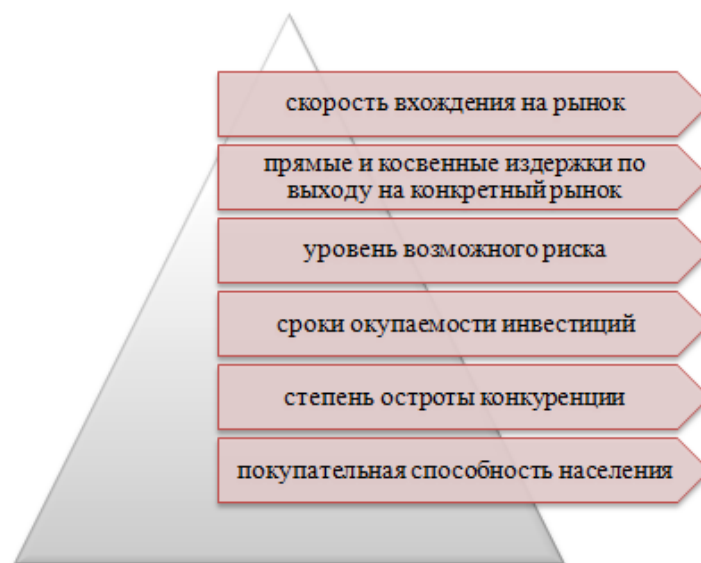 скорость вхождения на рынок
прямые и косвенные издержки по
выходу на конкретный рынок
уровень возможного риска
сроки окупаемости инвестиций
степень остроты конкуренции
покупательная способность населения